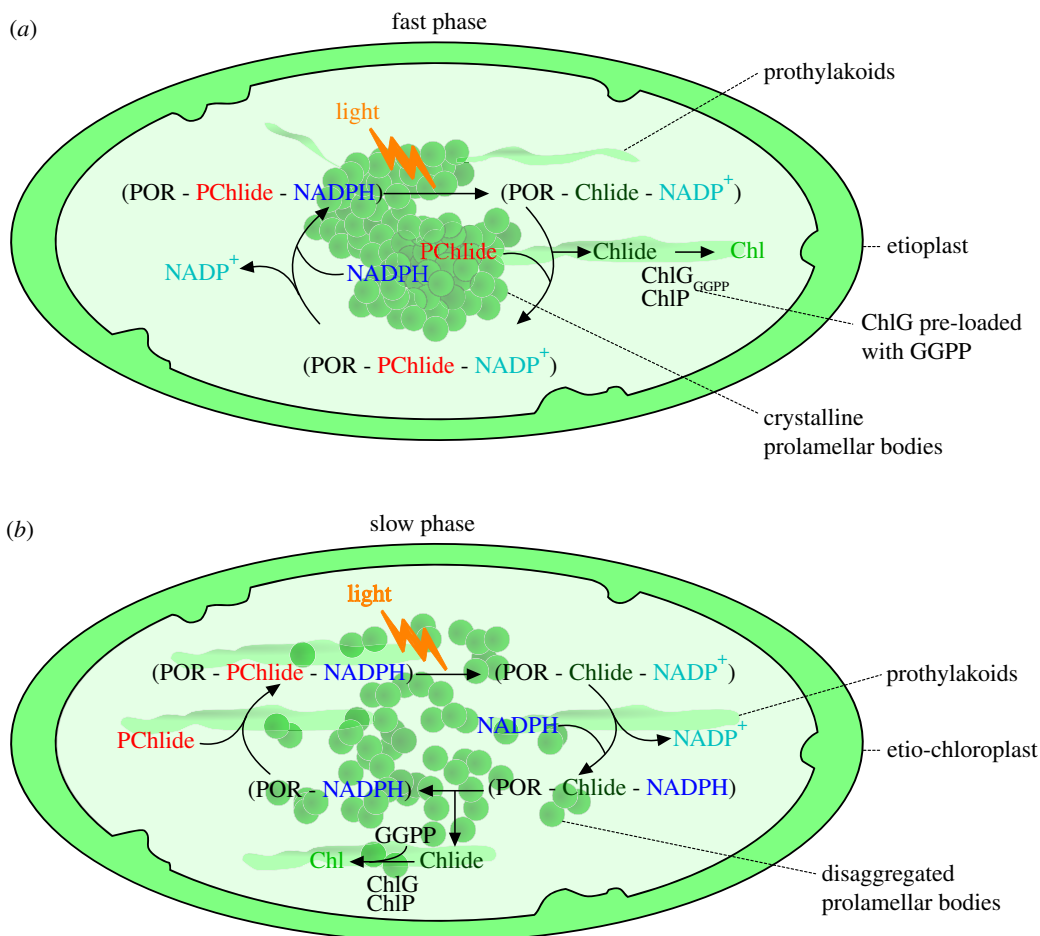 fast phase
(a)
prothylakoids
light
(POR - PChlide - NADPH)
(POR - Chlide - NADP+)
etioplast
NADP+
NADPH
PChlide
Chlide
Chl
ChlG GGPP
ChlP
ChlG pre-loaded
with GGPP
(POR - PChlide - NADP+)
crystalline
prolamellar bodies
slow phase
(b)
light
(POR - PChlide - NADPH)
(POR - Chlide - NADP+)
prothylakoids
PChlide
NADPH
NADP+
etio-chloroplast
(POR - NADPH)
(POR - Chlide - NADPH)
GGPP
Chl
Chlide
ChlG
ChlP
disaggregated
prolamellar bodies